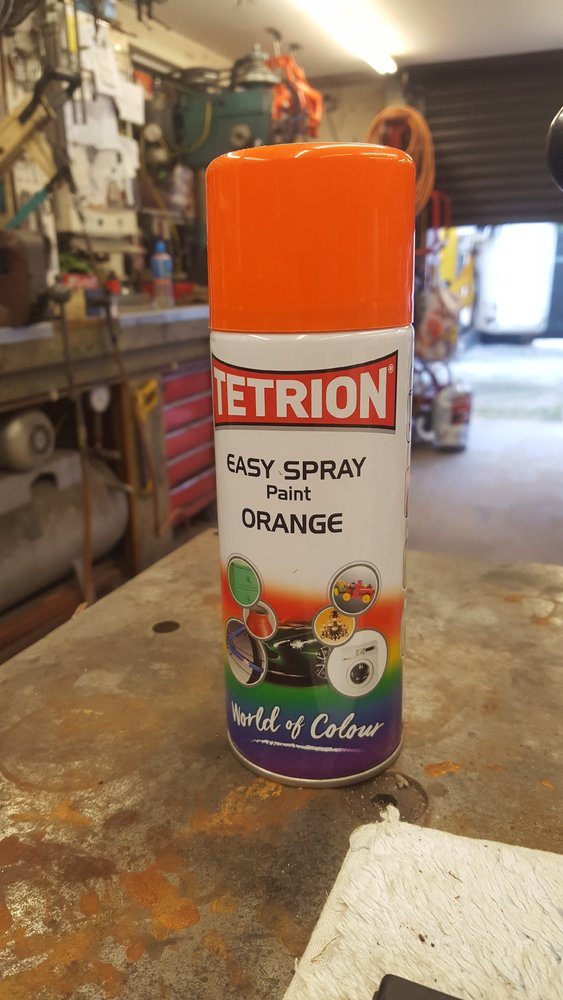 TETRION®
EASY SPRAY
Paint
ORANGE
World of Colour